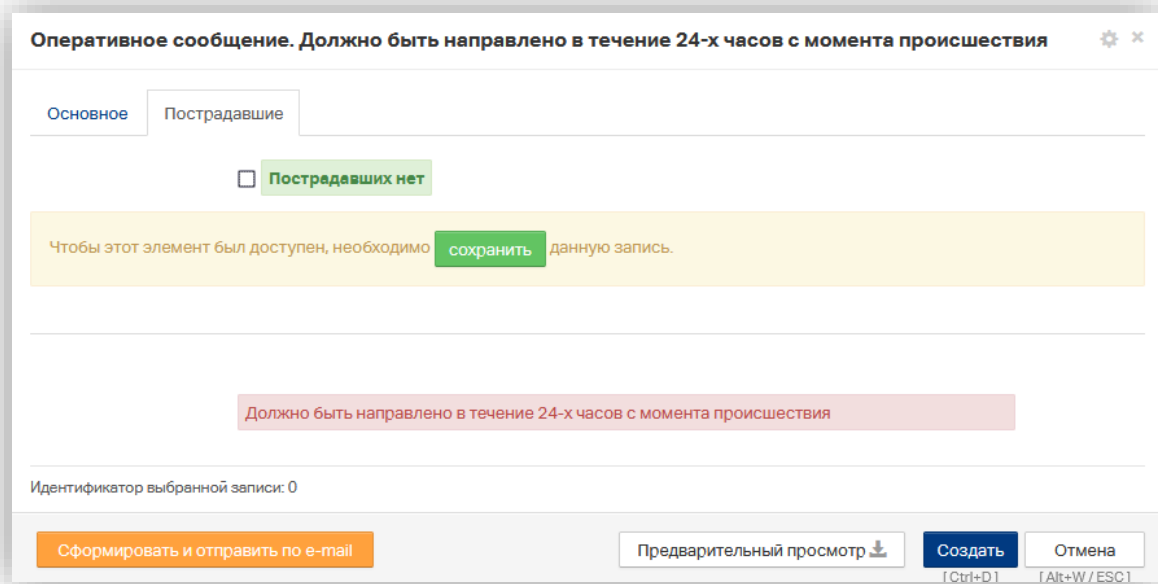 Оперативное сообщение. Должно быть направлено в течение 24-х часов с момента происшествия
Основное Пострадавшие
Пострадавших нет
Чтобы этот элемент был доступен, необходимо сохранить данную запись.
Должно быть направлено в течение 24-х часов с момента происшествия
Идентификатор выбранной записи: 0
Сформировать и отправить по e-mail Предварительный просмотр Создать Отмена
[Ctrl+D] [Alt+W / ESC]